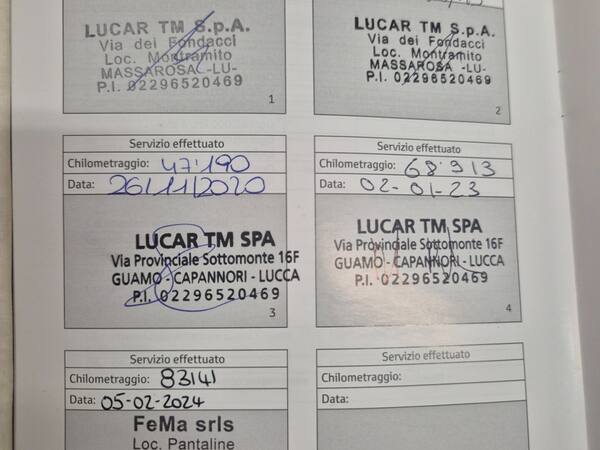 LUCAR TM S.p.A.
Via dei Fondacci
Loc. Montramito
MASSAROSA -LU-
P.I. 02296520469
1
LUCAR TM S.p.A.
Via dei Fondacci
Loc. Montramito
MASSAROSA -LU-
P.I. 02296520469
2
Servizio effettuato
Chilometraggio: 47'190
Data: 26/11/2020
LUCAR TM SPA
Via Provinciale Sottomonte 16F
GUAMO - CAPANNORI - LUCCA
P.I. 02296520469
3
Servizio effettuato
Chilometraggio: 68'913
Data: 02-01-23
LUCAR TM SPA
Via Provinciale Sottomonte 16F
GUAMO - CAPANNORI - LUCCA
P.I. 02296520469
4
Servizio effettuato
Chilometraggio: 83141
Data: 05-02-2024
FeMa srls
Loc. Pantaline
Servizio effettuato
Chilometraggio:
Data: